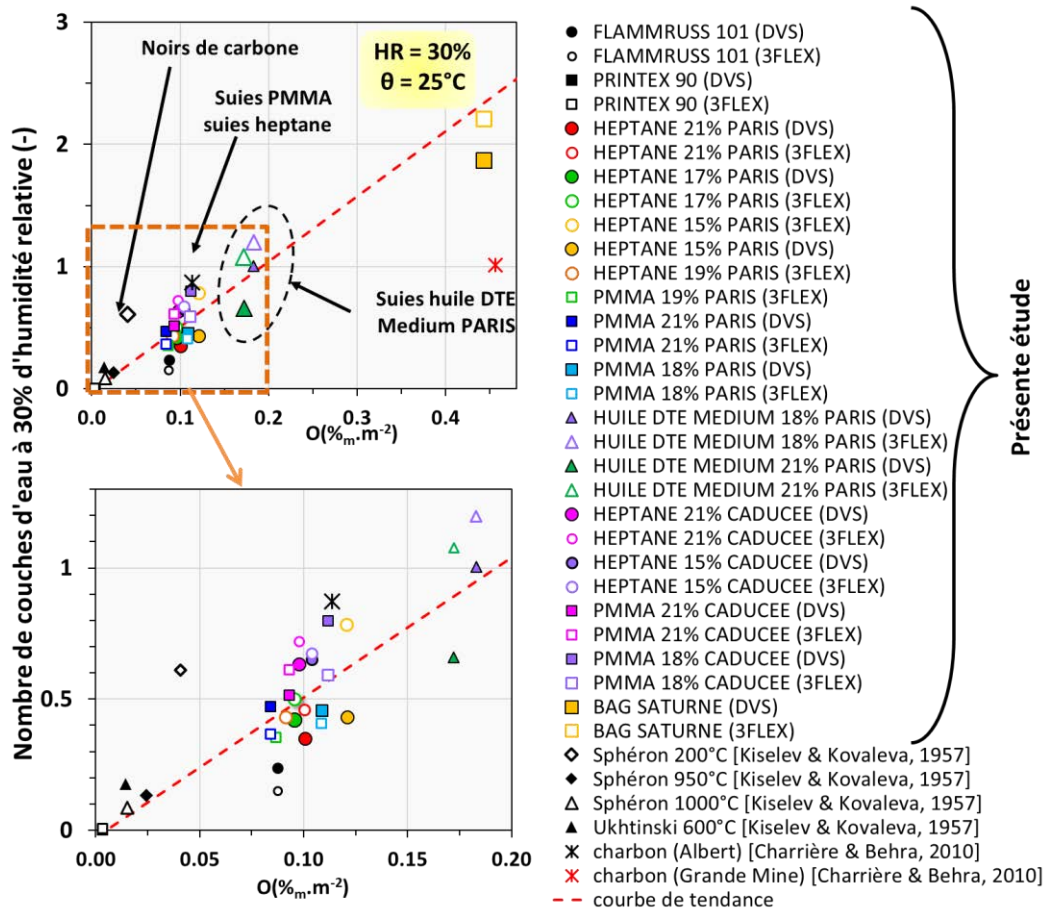 Nombre de couches d'eau à 30% d'humidité relative (-)
3
2
1
0
Noirs de carbone
HR = 30%
θ = 25°C
Suies PMMA
suies heptane
Suies huile DTE
Medium PARIS
0.0
0.1
0.2
0.3
0.4
O(%m.m-2)
1
0.5
0
0.00
0.05
0.10
0.15
0.20
O(%m.m-2)
FLAMMRUSS 101 (DVS)
FLAMMRUSS 101 (3FLEX)
PRINTEX 90 (DVS)
PRINTEX 90 (3FLEX)
HEPTANE 21% PARIS (DVS)
HEPTANE 21% PARIS (3FLEX)
HEPTANE 17% PARIS (DVS)
HEPTANE 17% PARIS (3FLEX)
HEPTANE 15% PARIS (3FLEX)
HEPTANE 15% PARIS (DVS)
HEPTANE 19% PARIS (3FLEX)
PMMA 19% PARIS (3FLEX)
PMMA 21% PARIS (DVS)
PMMA 21% PARIS (3FLEX)
PMMA 18% PARIS (DVS)
PMMA 18% PARIS (3FLEX)
HUILE DTE MEDIUM 18% PARIS (DVS)
HUILE DTE MEDIUM 18% PARIS (3FLEX)
HUILE DTE MEDIUM 21% PARIS (DVS)
HUILE DTE MEDIUM 21% PARIS (3FLEX)
HEPTANE 21% CADUCEE (DVS)
HEPTANE 21% CADUCEE (3FLEX)
HEPTANE 15% CADUCEE (DVS)
HEPTANE 15% CADUCEE (3FLEX)
PMMA 21% CADUCEE (DVS)
PMMA 21% CADUCEE (3FLEX)
PMMA 18% CADUCEE (DVS)
PMMA 18% CADUCEE (3FLEX)
BAG SATURNE (DVS)
BAG SATURNE (3FLEX)
Sphéron 200°C [Kiselev & Kovaleva, 1957]
Sphéron 950°C [Kiselev & Kovaleva, 1957]
Sphéron 1000°C [Kiselev & Kovaleva, 1957]
Ukhtinski 600°C [Kiselev & Kovaleva, 1957]
charbon (Albert) [Charrière & Behra, 2010]
charbon (Grande Mine) [Charrière & Behra, 2010]
courbe de tendance
Présente étude